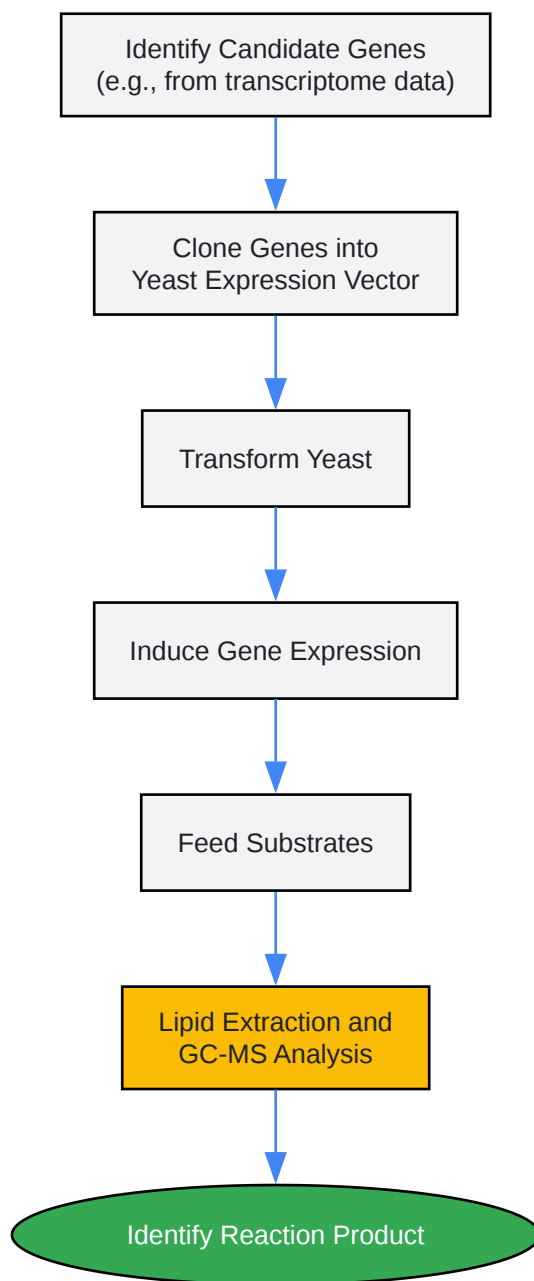 Identify Candidate Genes
(e.g., from transcriptome data)
Clone Genes into
Yeast Expression Vector
Transform Yeast
Induce Gene Expression
Feed Substrates
Lipid Extraction and
GC-MS Analysis
Identify Reaction Product